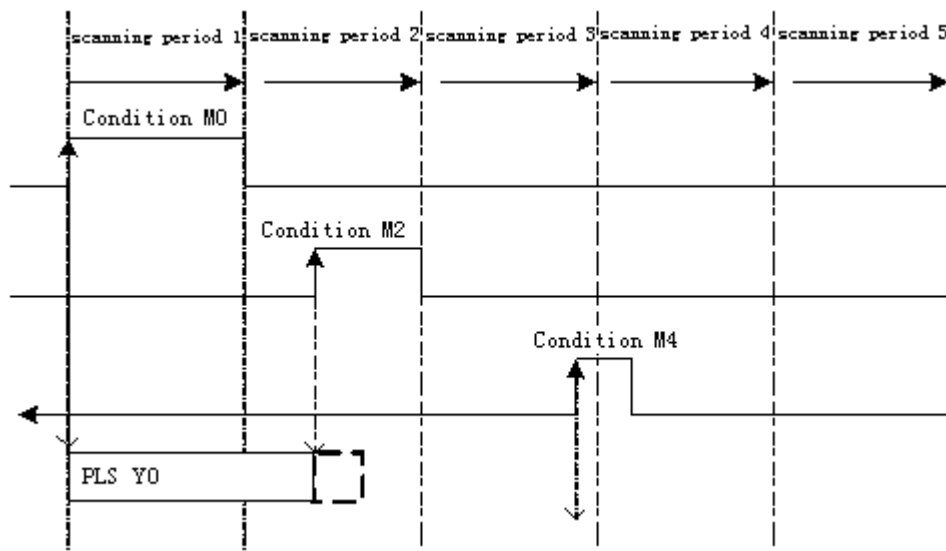 scanning period 1 scanning period 2 scanning period 3 scanning period 4 scanning period 5
Condition M0
Condition M2
Condition M4
PLS Y0